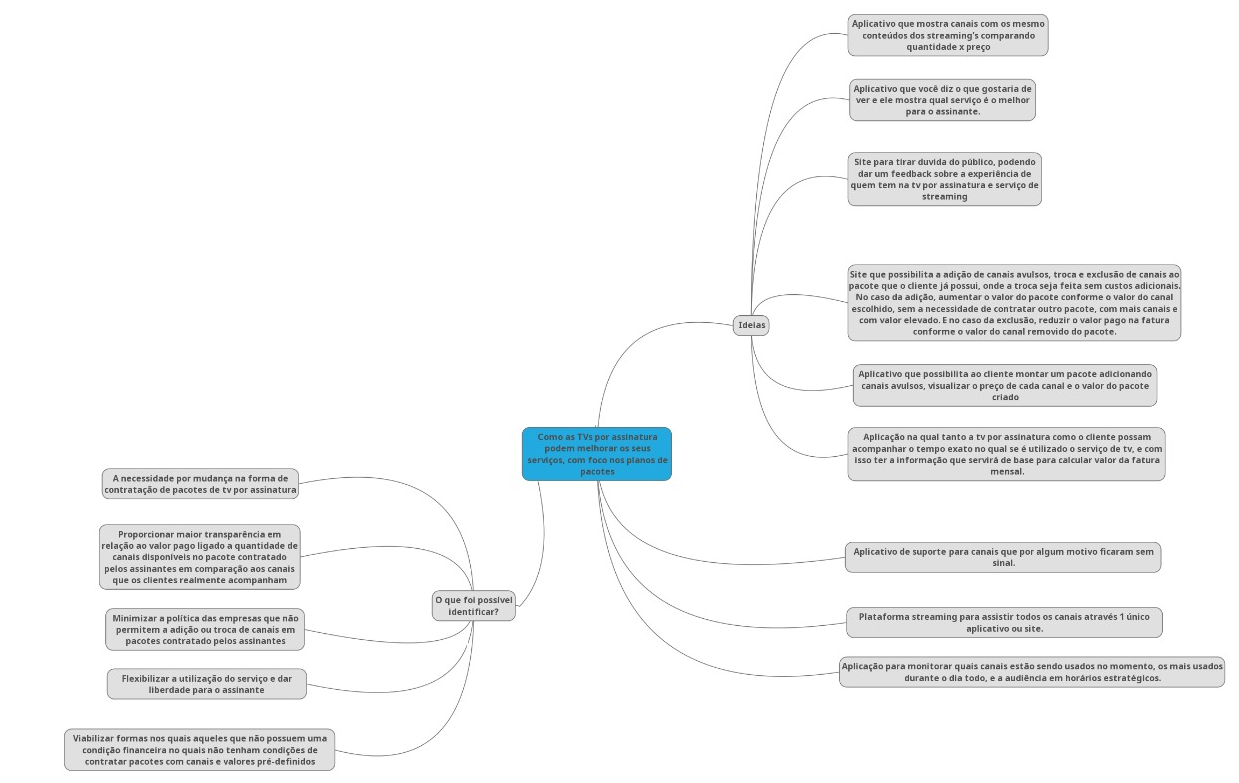 Aplicativo que mostra canais com os mesmo
conteúdos dos streaming's comparando
quantidade x preço
Aplicativo que você diz o que gostaria de
ver e ele mostra qual serviço é o melhor
para o assinante.
Site para tirar duvida do público, podendo
dar um feedback sobre a experiência de
quem tem na tv por assinatura e serviço de
streaming
Site que possibilita a adição de canais avulsos, troca e exclusão de canais ao
pacote que o cliente já possui, onde a troca seja feita sem custos adicionais.
No caso da adição, aumentar o valor do pacote conforme o valor do canal
escolhido, sem a necessidade de contratar outro pacote, com mais canais e
com valor elevado. E no caso da exclusão, reduzir o valor pago na fatura
conforme o valor do canal removido do pacote.
Ideias
Aplicativo que possibilita ao cliente montar um pacote adicionando
canais avulsos, visualizar o preço de cada canal e o valor do pacote
criado
Aplicação na qual tanto a tv por assinatura como o cliente possam
acompanhar o tempo exato no qual se é utilizado o serviço de tv, e com
isso ter a informação que servirá de base para calcular valor da fatura
mensal.
Como as TVs por assinatura
podem melhorar os seus
serviços, com foco nos planos de
pacotes
Aplicativo de suporte para canais que por algum motivo ficaram sem
sinal.
Plataforma streaming para assistir todos os canais através 1 único
aplicativo ou site.
Aplicação para monitorar quais canais estão sendo usados no momento, os mais usados
durante o dia todo, e a audiência em horários estratégicos.
O que foi possível
identificar?
A necessidade por mudança na forma de
contratação de pacotes de tv por assinatura
Proporcionar maior transparência em
relação ao valor pago ligado a quantidade de
canais disponíveis no pacote contratado
pelos assinantes em comparação aos canais
que os clientes realmente acompanham
Minimizar a política das empresas que não
permitem a adição ou troca de canais em
pacotes contratado pelos assinantes
Flexibilizar a utilização do serviço e dar
liberdade para o assinante
Viabilizar formas nos quais aqueles que não possuem uma
condição financeira no quais não tenham condições de
contratar pacotes com canais e valores pré-definidos